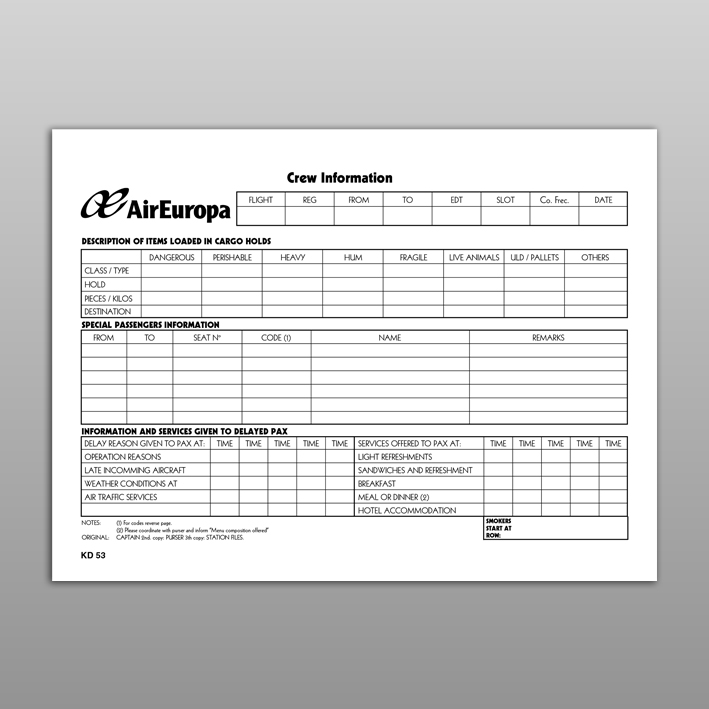 Crew Information
Æ AirEuropa
FLIGHT REG FROM TO EDT SLOT Co. Frec. DATE
DESCRIPTION OF ITEMS LOADED IN CARGO HOLDS
DANGEROUS PERISHABLE HEAVY HUM FRAGILE LIVE ANIMALS ULD / PALLETS OTHERS
CLASS / TYPE
HOLD
PIECES / KILOS
DESTINATION
SPECIAL PASSENGERS INFORMATION
FROM TO SEAT Nº CODE (1) NAME REMARKS
INFORMATION AND SERVICES GIVEN TO DELAYED PAX
DELAY REASON GIVEN TO PAX AT: TIME TIME TIME TIME TIME SERVICES OFFERED TO PAX AT: TIME TIME TIME TIME TIME
OPERATION REASONS LIGHT REFRESHMENTS
LATE INCOMMING AIRCRAFT SANDWICHES AND REFRESHMENT
WEATHER CONDITIONS AT BREAKFAST
AIR TRAFFIC SERVICES MEAL OR DINNER (2)
HOTEL ACCOMMODATION
NOTES: (1) For codes reverse page.
(2) Please coordinate with purser and inform "Menu composition offered"
ORIGINAL: CAPTAIN 2nd. copy: PURSER 3th copy: STATION FILES.
SMOKERS
START AT
ROW:
KD 53